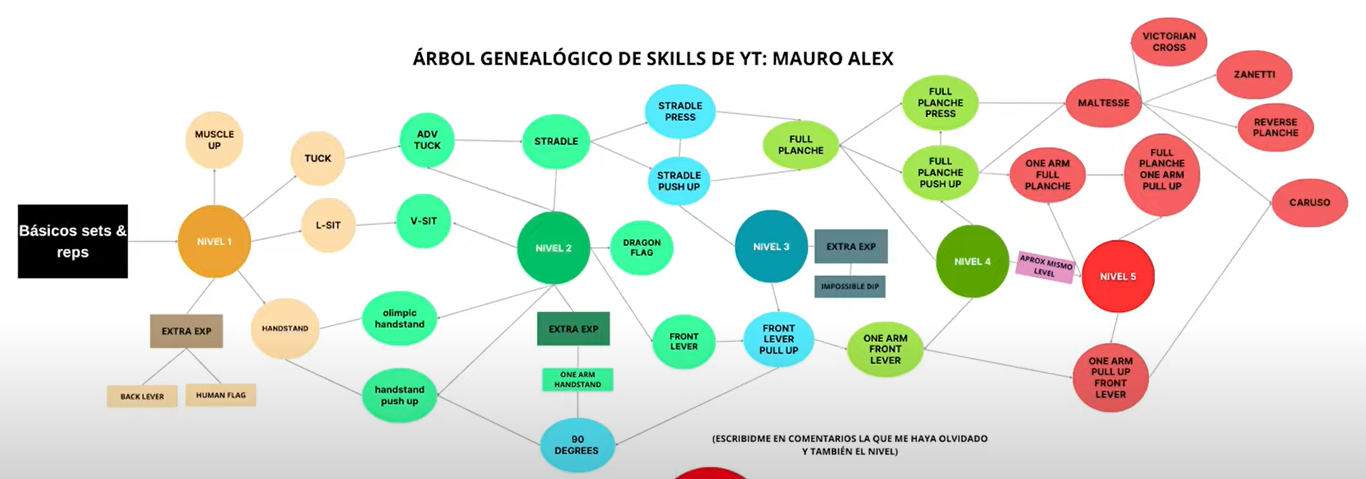 ÁRBOL GENEALÓGICO DE SKILLS DE YT: MAURO ALEX
Básicos sets &
reps
NIVEL 1
MUSCLE
UP
TUCK
L-SIT
HANDSTAND
EXTRA EXP
BACK LEVER
HUMAN FLAG
ADV
TUCK
V-SIT
olimpic
handstand
handstand
push up
STRADLE
NIVEL 2
DRAGON
FLAG
EXTRA EXP
ONE ARM
HANDSTAND
90
DEGREES
FRONT
LEVER
STRADLE
PRESS
STRADLE
PUSH UP
NIVEL 3
EXTRA EXP
IMPOSSIBLE DIP
FRONT
LEVER
PULL UP
FULL
PLANCHE
ONE ARM
FRONT
LEVER
FULL
PLANCHE
PRESS
FULL
PLANCHE
PUSH UP
NIVEL 4
APROX MISMO
LEVEL
NIVEL 5
ONE ARM
FULL
PLANCHE
FULL
PLANCHE
ONE ARM
PULL UP
MALTESSE
VICTORIAN
CROSS
ZANETTI
REVERSE
PLANCHE
CARUSO
ONE ARM
PULL UP
FRONT
LEVER
(ESCRIBIDME EN COMENTARIOS LA QUE ME HAYA OLVIDADO
Y TAMBIÉN EL NIVEL)